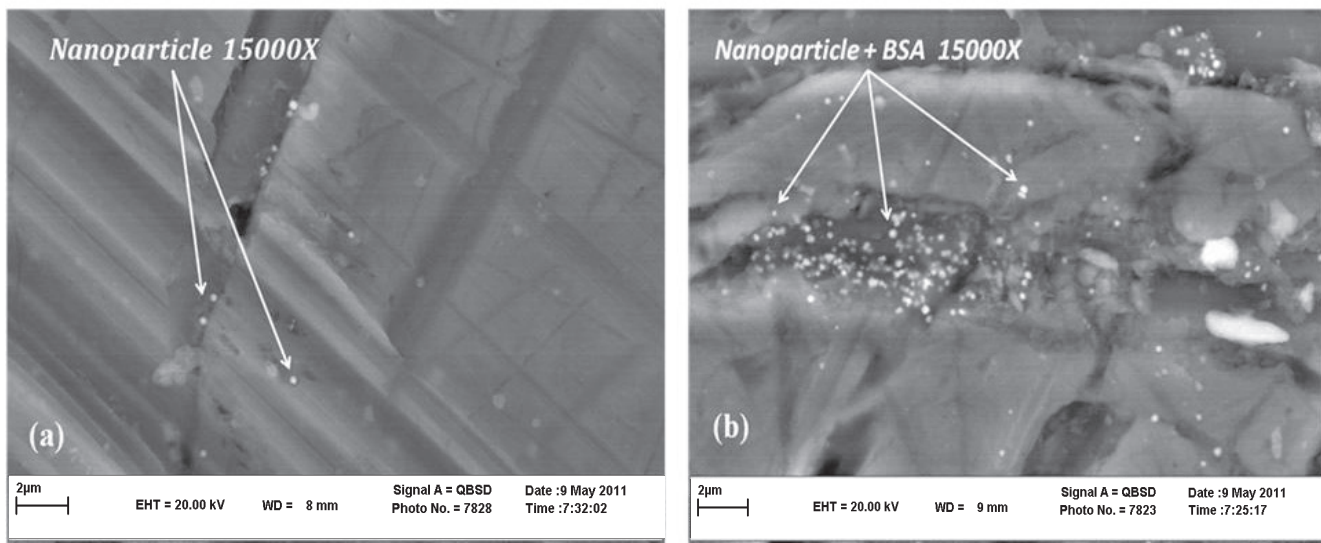 Nanoparticle 15000X
(a)
2µm
EHT = 20.00 kV
WD = 8 mm
Signal A = QBSD
Photo No. = 7828
Date :9 May 2011
Time :7:32:02
Nanoparticle + BSA 15000X
(b)
2µm
EHT = 20.00 kV
WD = 9 mm
Signal A = QBSD
Photo No. = 7823
Date :9 May 2011
Time :7:25:17